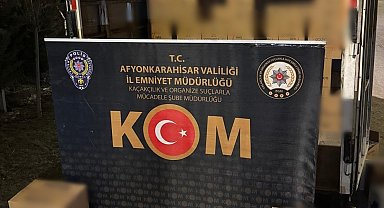 T.C.
AFYONKARAHİSAR VALİLİĞİ
İL EMNİYET MÜDÜRLÜĞÜ
KAÇAKÇILIK VE ORGANİZE SUÇLARLA
MÜCADELE ŞUBE MÜDÜRLÜĞÜ
KOM